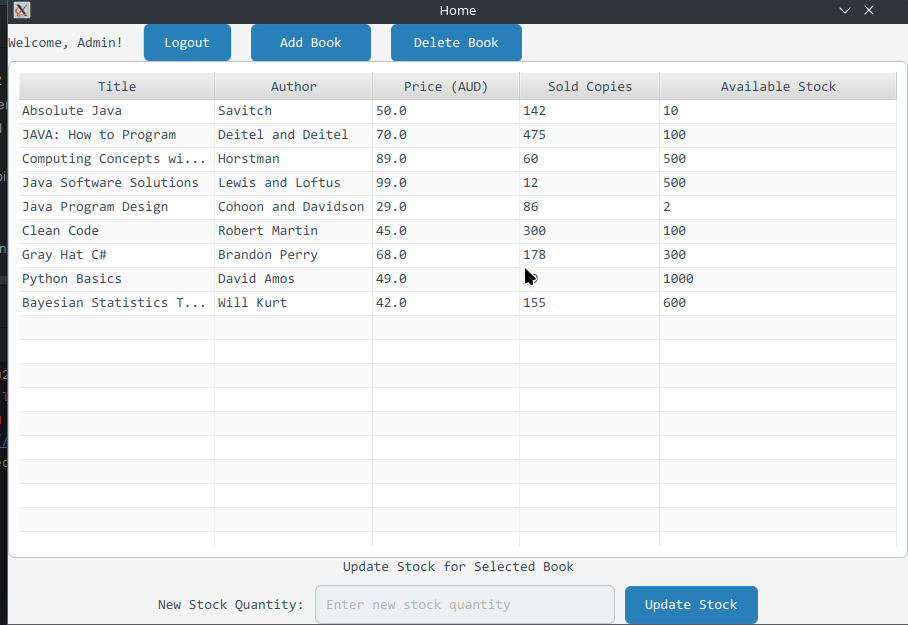 Home
Welcome, Admin! Logout Add Book Delete Book
Title Author Price (AUD) Sold Copies Available Stock
Absolute Java Savitch 50.0 142 10
JAVA: How to Program Deitel and Deitel 70.0 475 100
Computing Concepts wi... Horstman 89.0 60 500
Java Software Solutions Lewis and Loftus 99.0 12 500
Java Program Design Cohoon and Davidson 29.0 86 2
Clean Code Robert Martin 45.0 300 100
Gray Hat C# Brandon Perry 68.0 178 300
Python Basics David Amos 49.0 1000
Bayesian Statistics T... Will Kurt 42.0 155 600
Update Stock for Selected Book
New Stock Quantity: Enter new stock quantity Update Stock